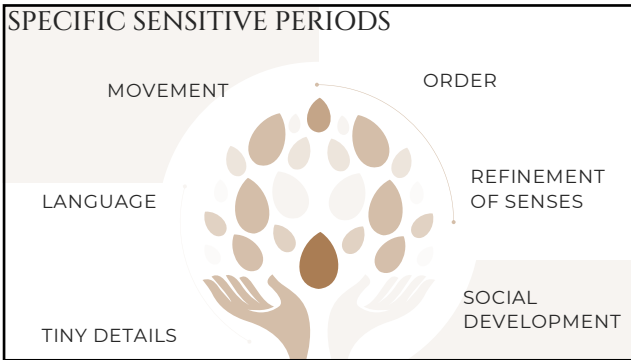 SPECIFIC SENSITIVE PERIODS
MOVEMENT
ORDER
LANGUAGE
REFINEMENT
OF SENSES
TINY DETAILS
SOCIAL
DEVELOPMENT